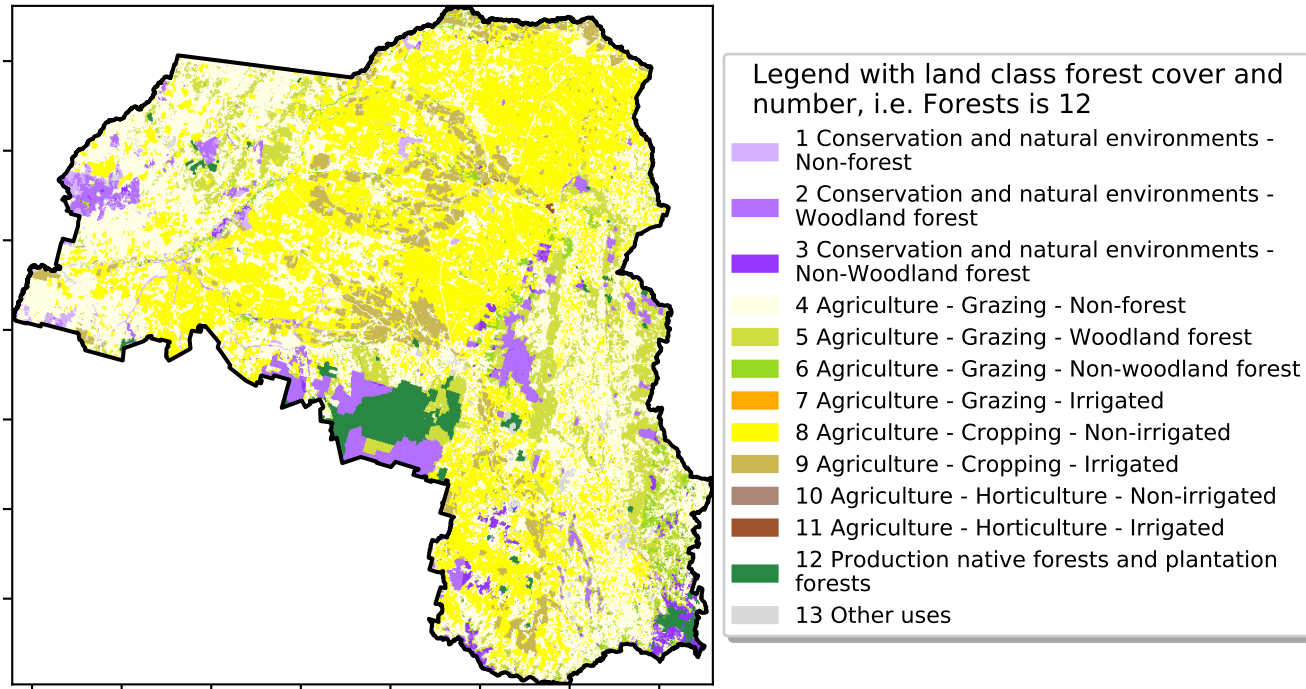 Legend with land class forest cover and
number, i.e. Forests is 12
1 Conservation and natural environments -
Non-forest
2 Conservation and natural environments -
Woodland forest
3 Conservation and natural environments -
Non-Woodland forest
4 Agriculture - Grazing - Non-forest
5 Agriculture - Grazing - Woodland forest
6 Agriculture - Grazing - Non-woodland forest
7 Agriculture - Grazing - Irrigated
8 Agriculture - Cropping - Non-irrigated
9 Agriculture - Cropping - Irrigated
10 Agriculture - Horticulture - Non-irrigated
11 Agriculture - Horticulture - Irrigated
12 Production native forests and plantation
forests
13 Other uses